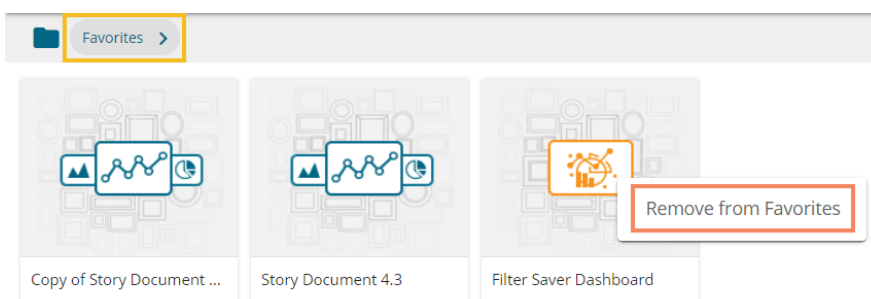 Favorites
Remove from Favorites
Copy of Story Document ...
Story Document 4.3
Filter Saver Dashboard